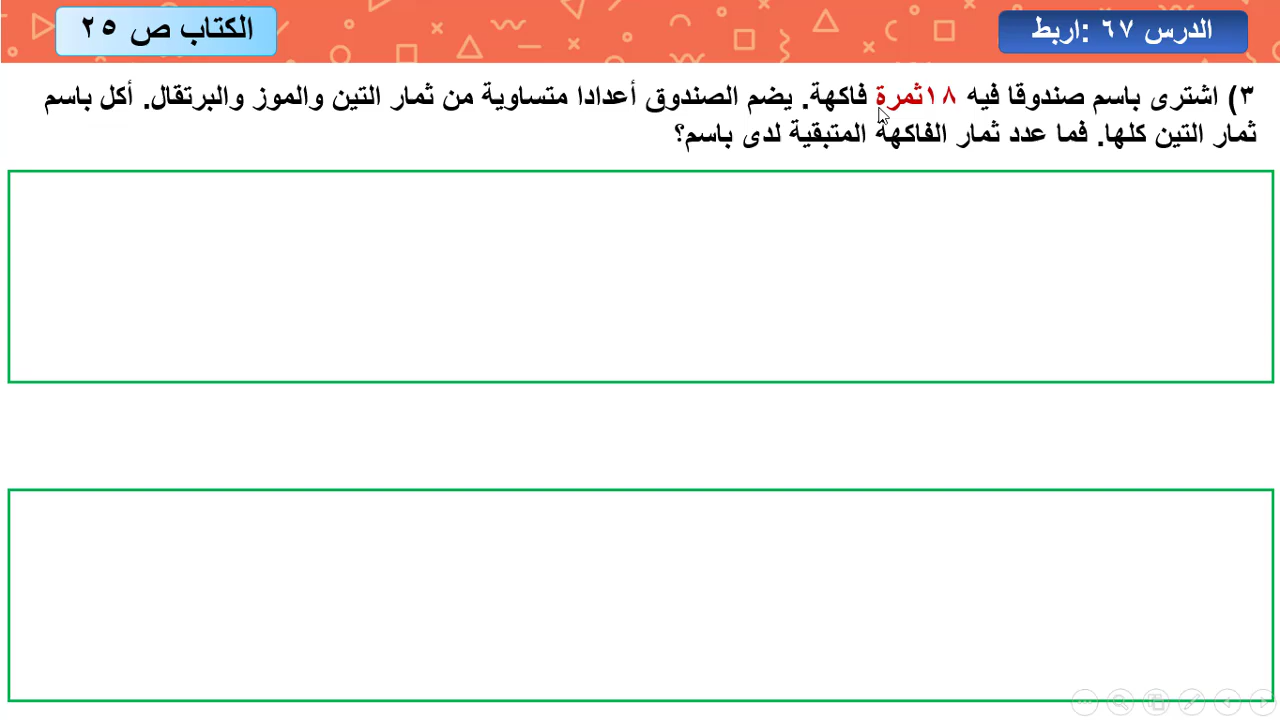 الدرس ٦٧ :اربط
الكتاب ص ٢٥
٣) اشترى باسم صندوقا فيه ١٨ثمرة فاكهة. يضم الصندوق أعدادا متساوية من ثمار التين والموز والبرتقال. أكل باسم
ثمار التين كلها. فما عدد ثمار الفاكهة المتبقية لدى باسم؟